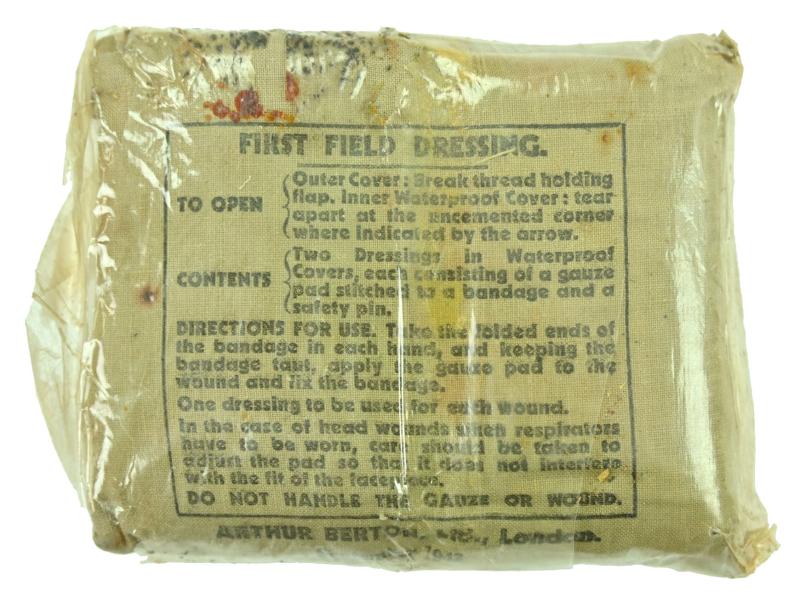 FIRST FIELD DRESSING.
TO OPEN
Outer Cover: Break thread holding
flap. Inner Waterproof Cover: tear
apart at the uncemented corner
where indicated by the arrow.
CONTENTS
Two Dressings in Waterproof
Covers, each consisting of a gauze
pad stitched to a bandage and a
safety pin.
DIRECTIONS FOR USE. Take the folded ends of
the bandage in each hand, and keeping the
bandage taut, apply the gauze pad to the
wound and fix the bandage.
One dressing to be used for each wound.
In the case of head wounds when respirators
have to be worn, care should be taken to
adjust the pad so that it does not interfere
with the fit of the facepiece.
DO NOT HANDLE THE GAUZE OR WOUND.
ARTHUR BERTON, LTD., London.
1942